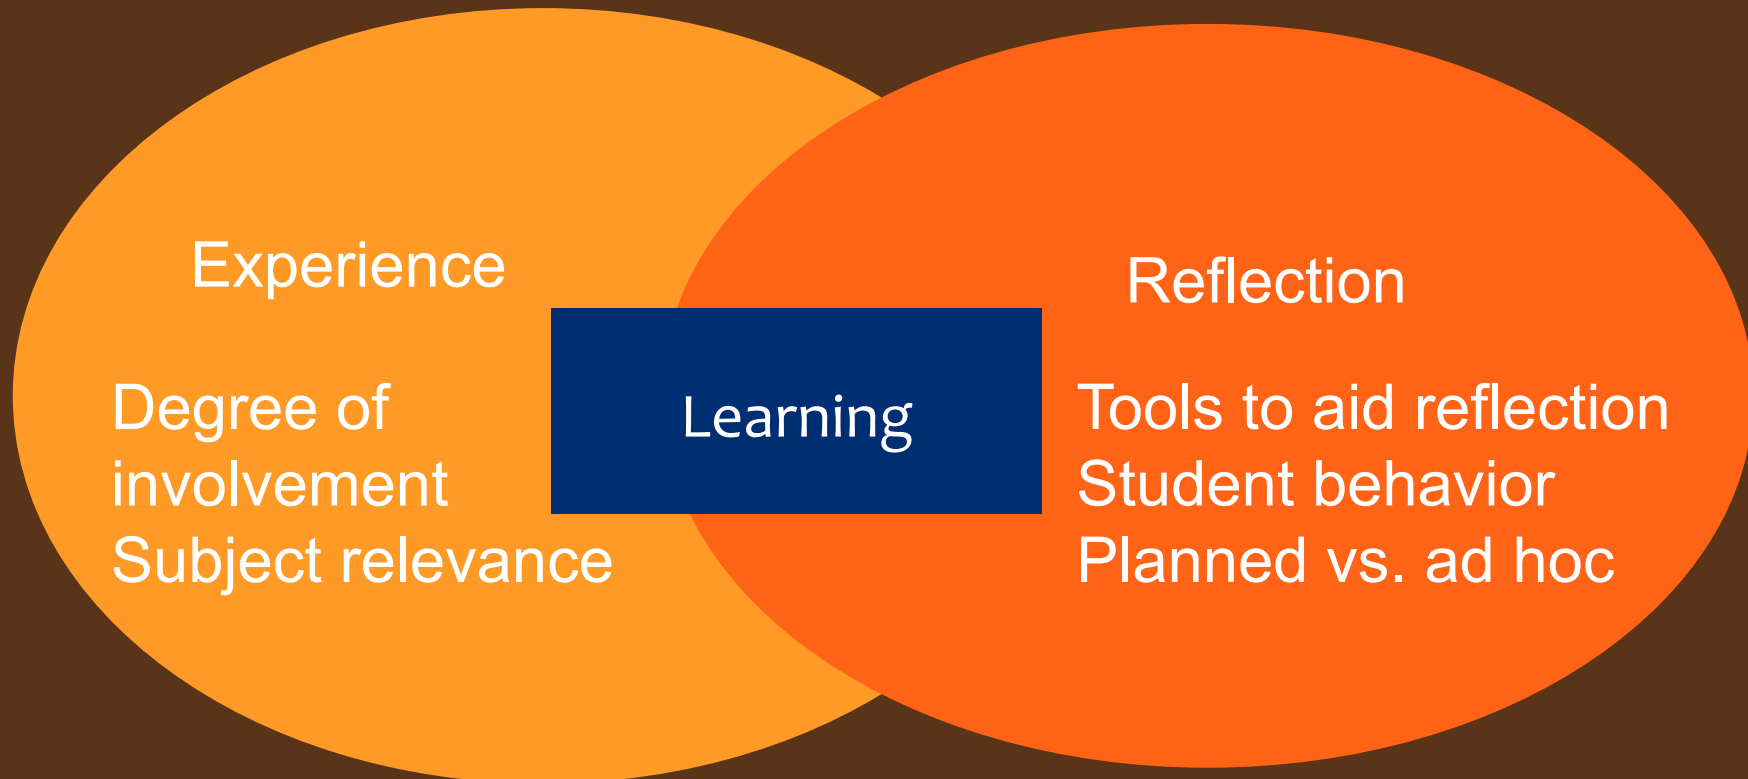 Experience
Degree of
involvement
Subject relevance
Learning
Reflection
Tools to aid reflection
Student behavior
Planned vs. ad hoc